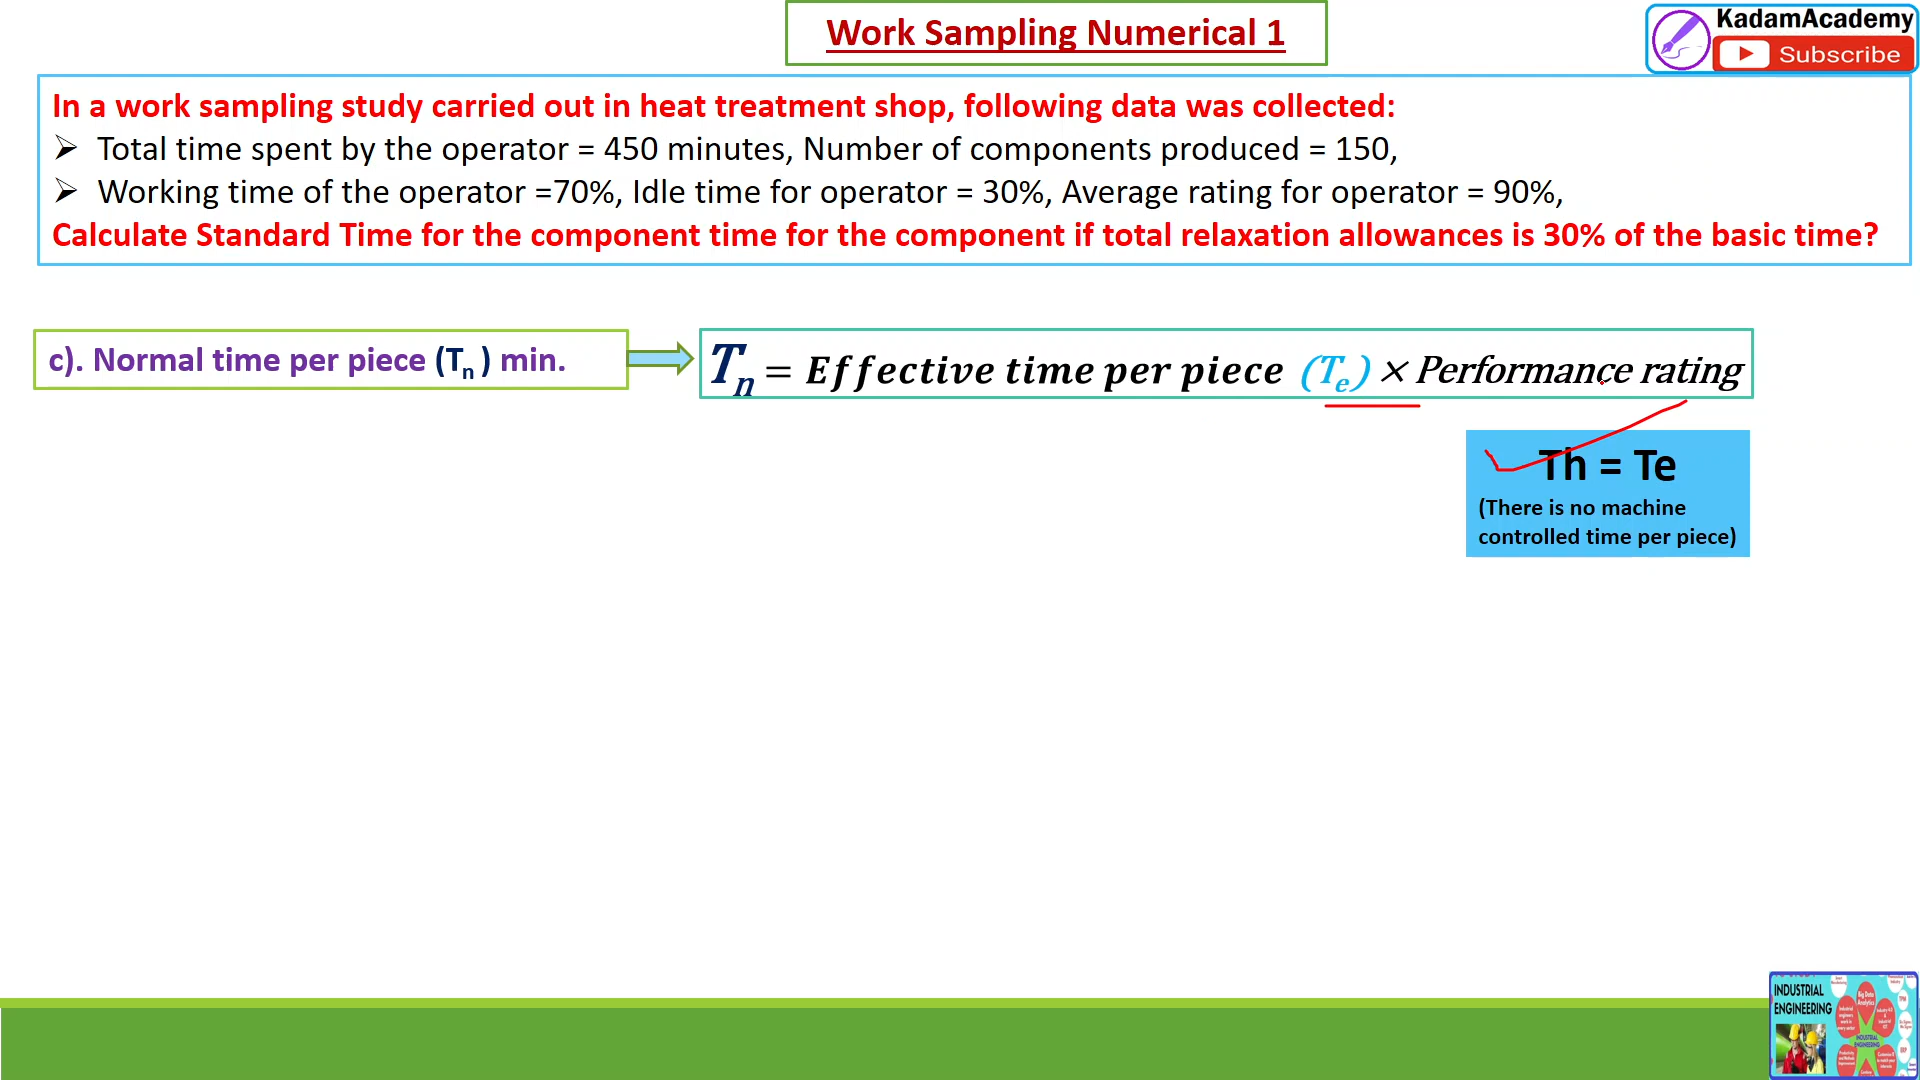 Work Sampling Numerical 1
KadamAcademy
Subscribe
In a work sampling study carried out in heat treatment shop, following data was collected:
➢ Total time spent by the operator = 450 minutes, Number of components produced = 150,
➢ Working time of the operator =70%, Idle time for operator = 30%, Average rating for operator = 90%,
Calculate Standard Time for the component time for the component if total relaxation allowances is 30% of the basic time?
c). Normal time per piece (Tn ) min.
Tn = Effective time per piece (Te) × Performance rating
Th = Te
(There is no machine
controlled time per piece)
INDUSTRIAL
ENGINEERING